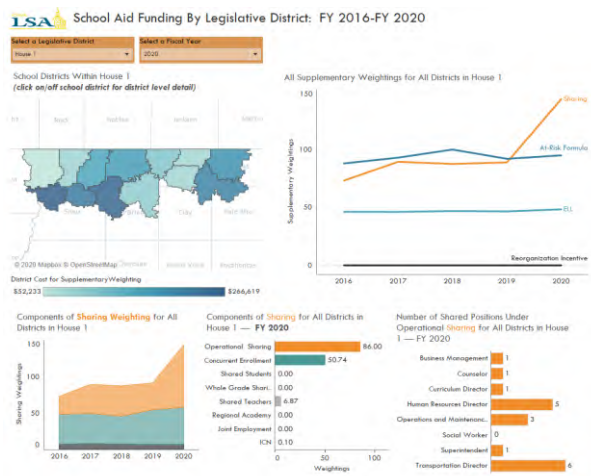 LSA School Aid Funding By Legislative District: FY 2016-FY 2020
Select a Legislative District
Select a Fiscal Year
House 1
2020
School Districts Within House 1
(click on/off school district for district level detail)
© 2020 Mapbox © OpenStreetMap
District Cost for SupplementaryWeighting
$52,233
$266,619
All Supplementary Weightings for All Districts in House 1
Supplementary Weightings
150
100
50
0
Sharing
At-Risk Formula
ELL
Reorganization Incentive
2016 2017 2018 2019 2020
Components of Sharing Weighting for All
Districts in House 1
Sharing Weightings
150
100
50
0
2016 2017 2018 2019 2020
Components of Sharing for All Districts in
House 1 — FY 2020
Operational Sharing 86.00
Concurrent Enrollment 50.74
Shared Students 0.00
Whole Grade Shari.. 0.00
Shared Teachers 6.87
Regional Academy 0.00
Joint Employment 0.00
ICN 0.10
0 50 100
Weightings
Number of Shared Positions Under
Operational Sharing for All Districts in House
1 — FY 2020
Business Management 1
Counselor 1
Curriculum Director 1
Human Resources Director 5
Operations and Maintenanc.. 3
Social Worker 0
Superintendent 1
Transportation Director 6